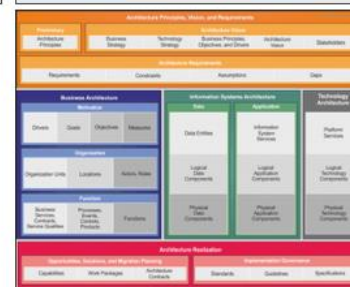 Architecture Principles, Vision, and Requirements
Preliminary
Architecture Vision
Architecture Principles
Business Strategy
Technology Strategy
Business Principles, Objectives, and Drivers
Architecture Vision
Stakeholders
Architecture Requirements
Requirements
Constraints
Assumptions
Gaps
Business Architecture
Motivation
Drivers
Goals
Objectives
Measures
Organization
Organization Units
Locations
Actors, Roles
Function
Business Services, Contracts, Service Qualities
Processes, Events, Controls, Products
Functions
Information Systems Architecture
Data
Application
Data Entities
Information System Services
Logical Data Components
Logical Application Components
Physical Data Components
Physical Application Components
Technology Architecture
Platform Services
Logical Technology Components
Physical Technology Components
Architecture Realization
Opportunities, Solutions, and Migration Planning
Implementation Governance
Capabilities
Work Packages
Architecture Contracts
Standards
Guidelines
Specifications